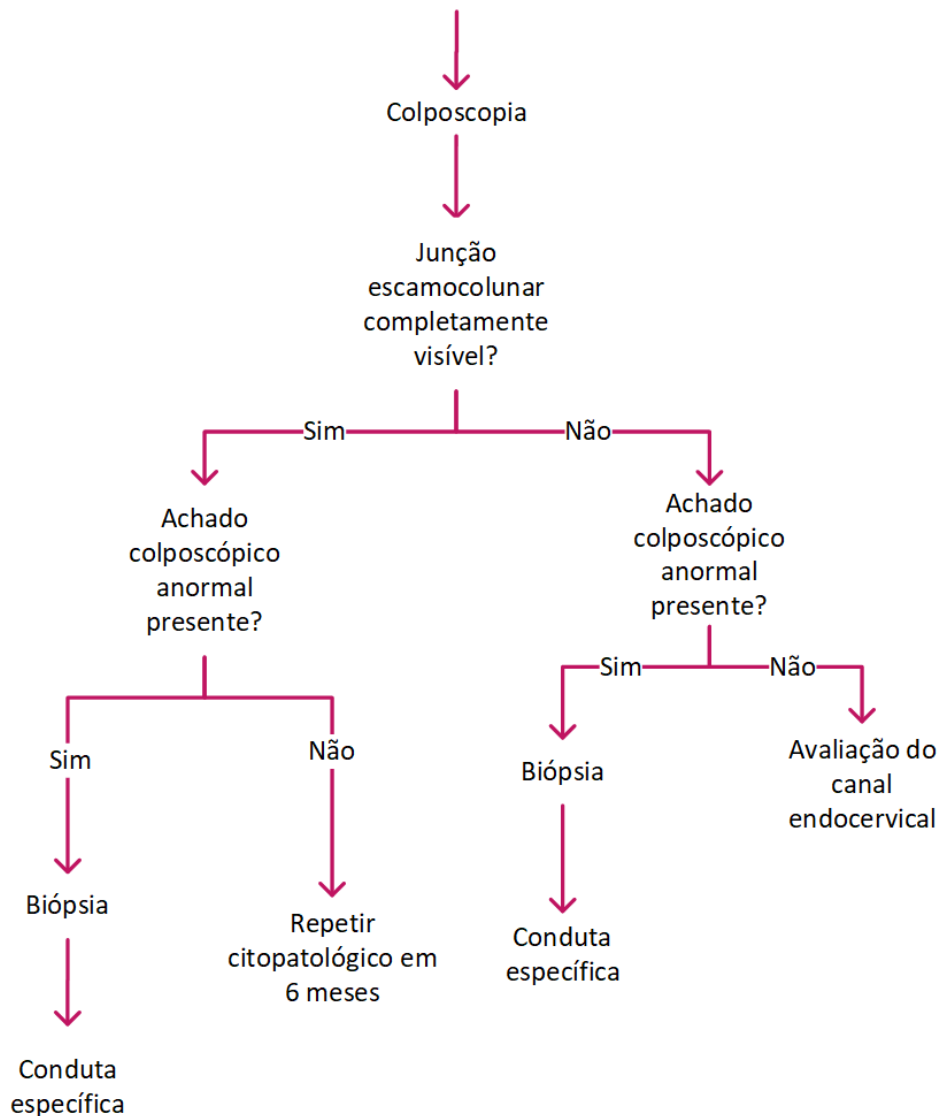 Colposcopia
Junção
escamocolunar
completamente
visível?
Sim
Não
Achado
colposcópico
anormal
presente?
Achado
colposcópico
anormal
presente?
Sim
Não
Sim
Não
Biópsia
Avaliação do
canal
endocervical
Biópsia
Repetir
citopatológico em
6 meses
Conduta
específica
Conduta
específica